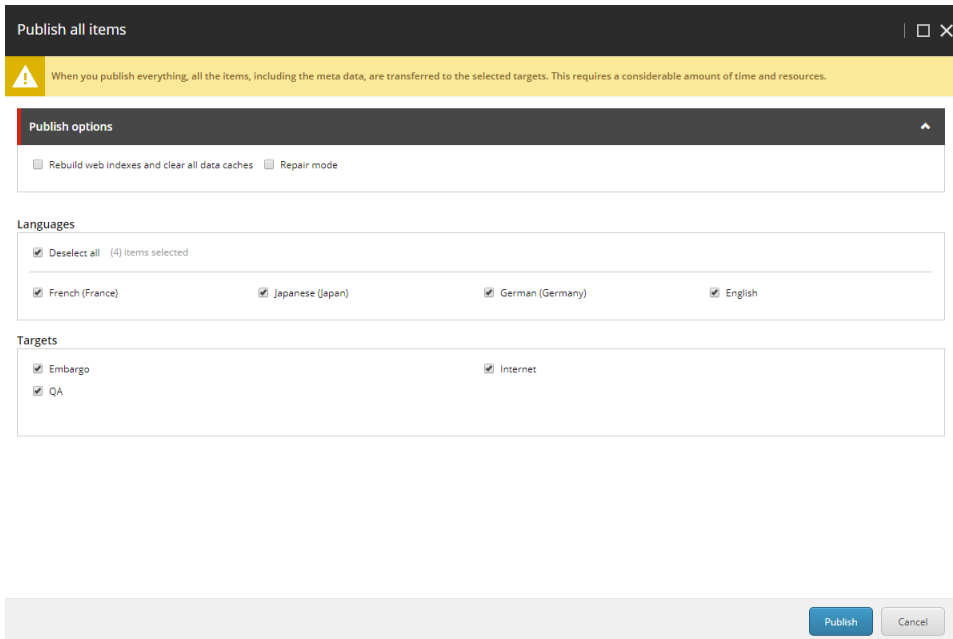 Publish all items
When you publish everything, all the items, including the meta data, are transferred to the selected targets. This requires a considerable amount of time and resources.
Publish options
Rebuild web indexes and clear all data caches Repair mode
Languages
Deselect all (4) items selected
French (France) Japanese (Japan) German (Germany) English
Targets
Embargo Internet
QA
Publish Cancel